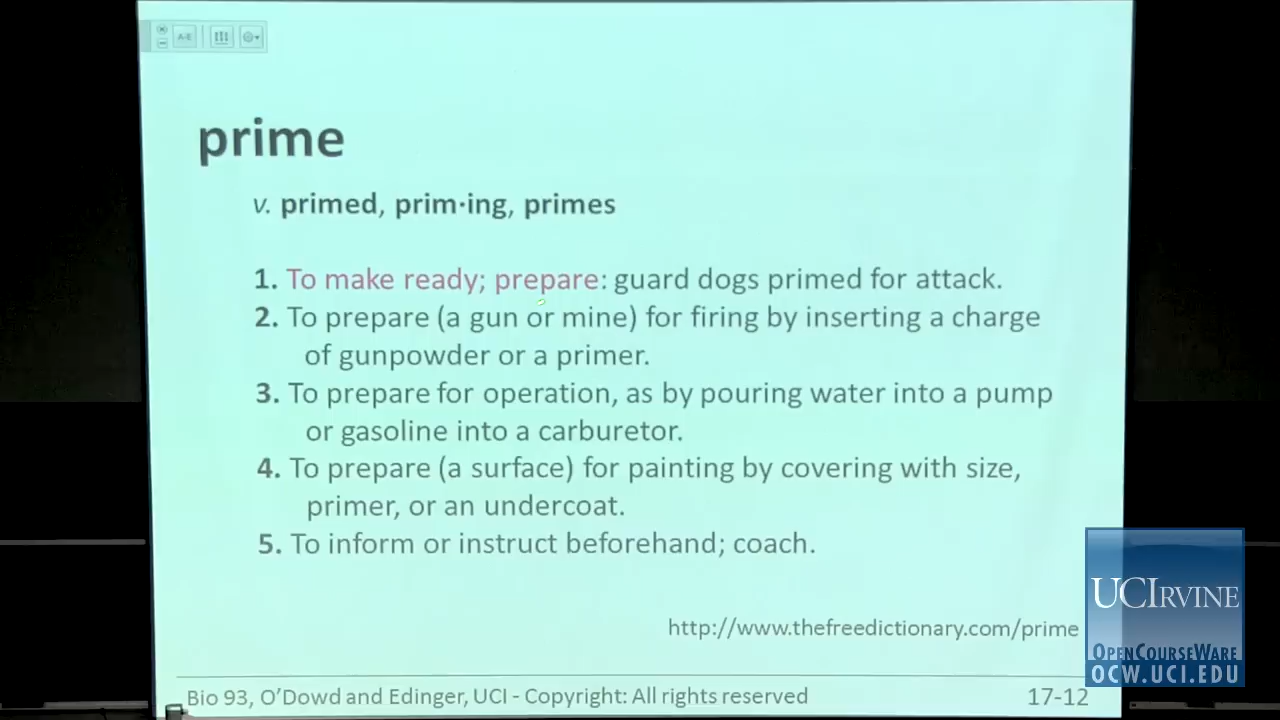 A-E
prime
v. primed, prim·ing, primes
1. To make ready; prepare: guard dogs primed for attack.
2. To prepare (a gun or mine) for firing by inserting a charge
of gunpowder or a primer.
3. To prepare for operation, as by pouring water into a pump
or gasoline into a carburetor.
4. To prepare (a surface) for painting by covering with size,
primer, or an undercoat.
5. To inform or instruct beforehand; coach.
http://www.thefreedictionary.com/prime
Bio 93, O'Dowd and Edinger, UCI - Copyright: All rights reserved
17-12
UCIRVINE
OPENCOURSEWARE
OCW.UCI.EDU